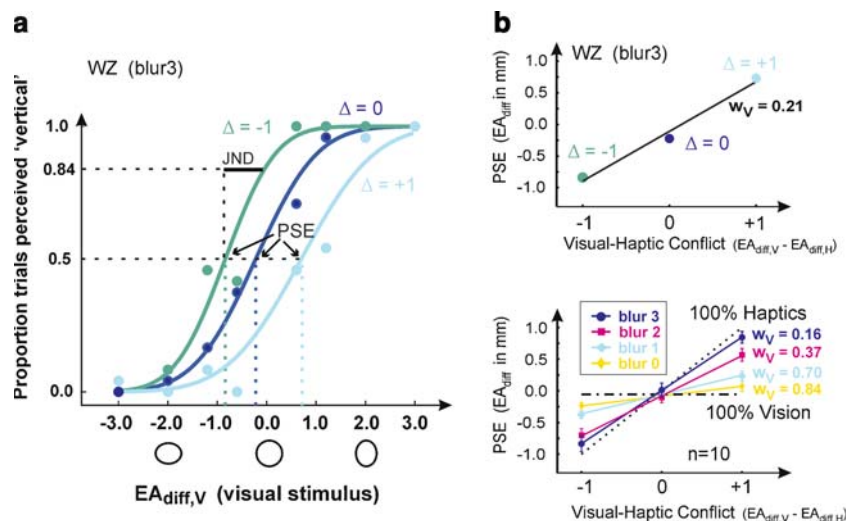 a
WZ (blur3)
Proportion trials perceived 'vertical'
1.0
0.84
0.5
0.0
Δ = -1
Δ = 0
Δ = +1
JND
PSE
-3.0 -2.0 -1.0 0.0 1.0 2.0 3.0
EAdiff,V (visual stimulus)
b
WZ (blur3)
PSE (EAdiff in mm)
1.0
0.5
0.0
-0.5
-1.0
Δ = +1
wV = 0.21
Δ = 0
Δ = -1
-1 0 +1
Visual-Haptic Conflict (EAdiff,V - EAdiff,H)
PSE (EAdiff in mm)
1.0
0.5
0.0
-0.5
-1.0
blur 3
blur 2
blur 1
blur 0
100% Haptics
wV = 0.16
wV = 0.37
wV = 0.70
wV = 0.84
100% Vision
n=10
-1 0 +1
Visual-Haptic Conflict (EAdiff,V - EAdiff,H)